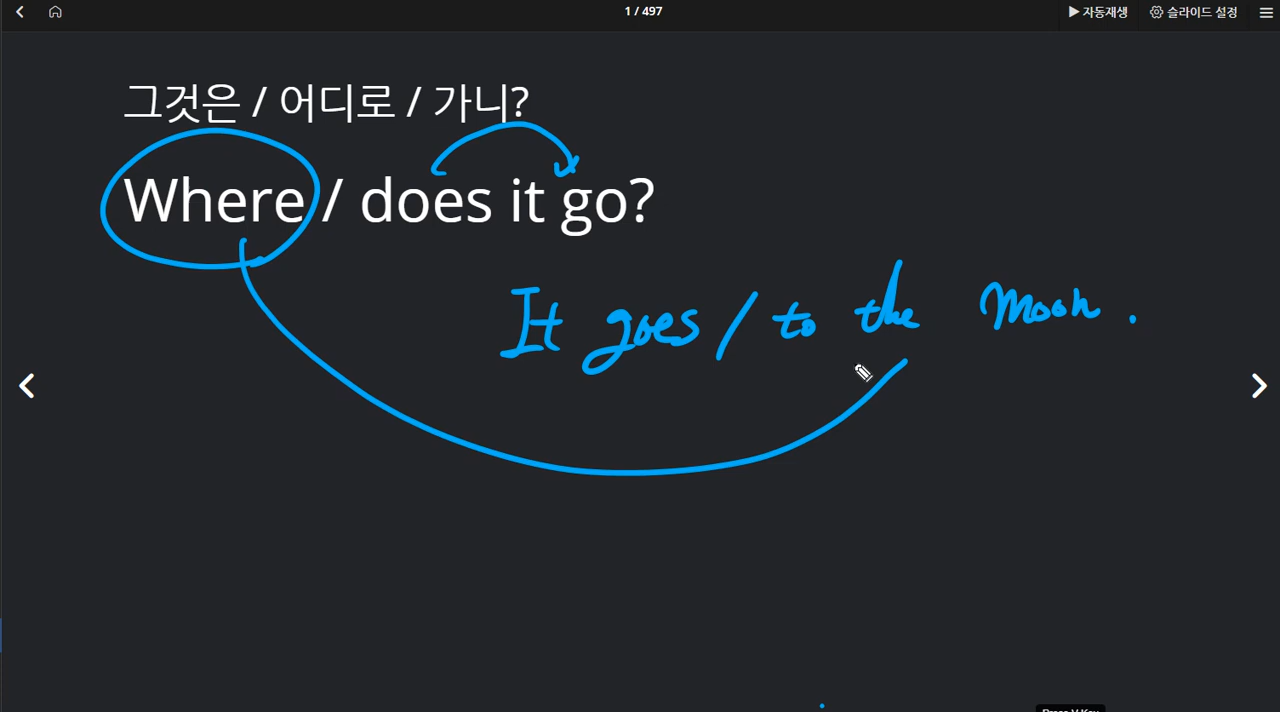 1 / 497
자동재생
슬라이드 설정
그것은 / 어디로 / 가니?
Where / does it go?
It goes / to the moon.